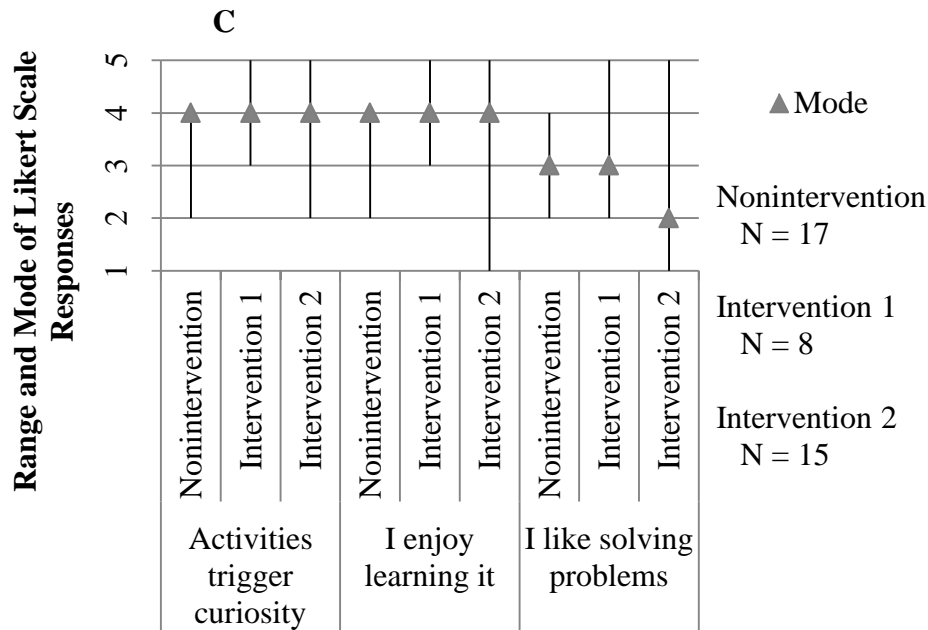 C
Range and Mode of Likert Scale
Responses
5
4
3
2
1
Mode
Nonintervention
N = 17
Intervention 1
N = 8
Intervention 2
N = 15
Nonintervention
Intervention 1
Intervention 2
Nonintervention
Intervention 1
Intervention 2
Nonintervention
Intervention 1
Intervention 2
Activities
trigger
curiosity
I enjoy
learning it
I like solving
problems